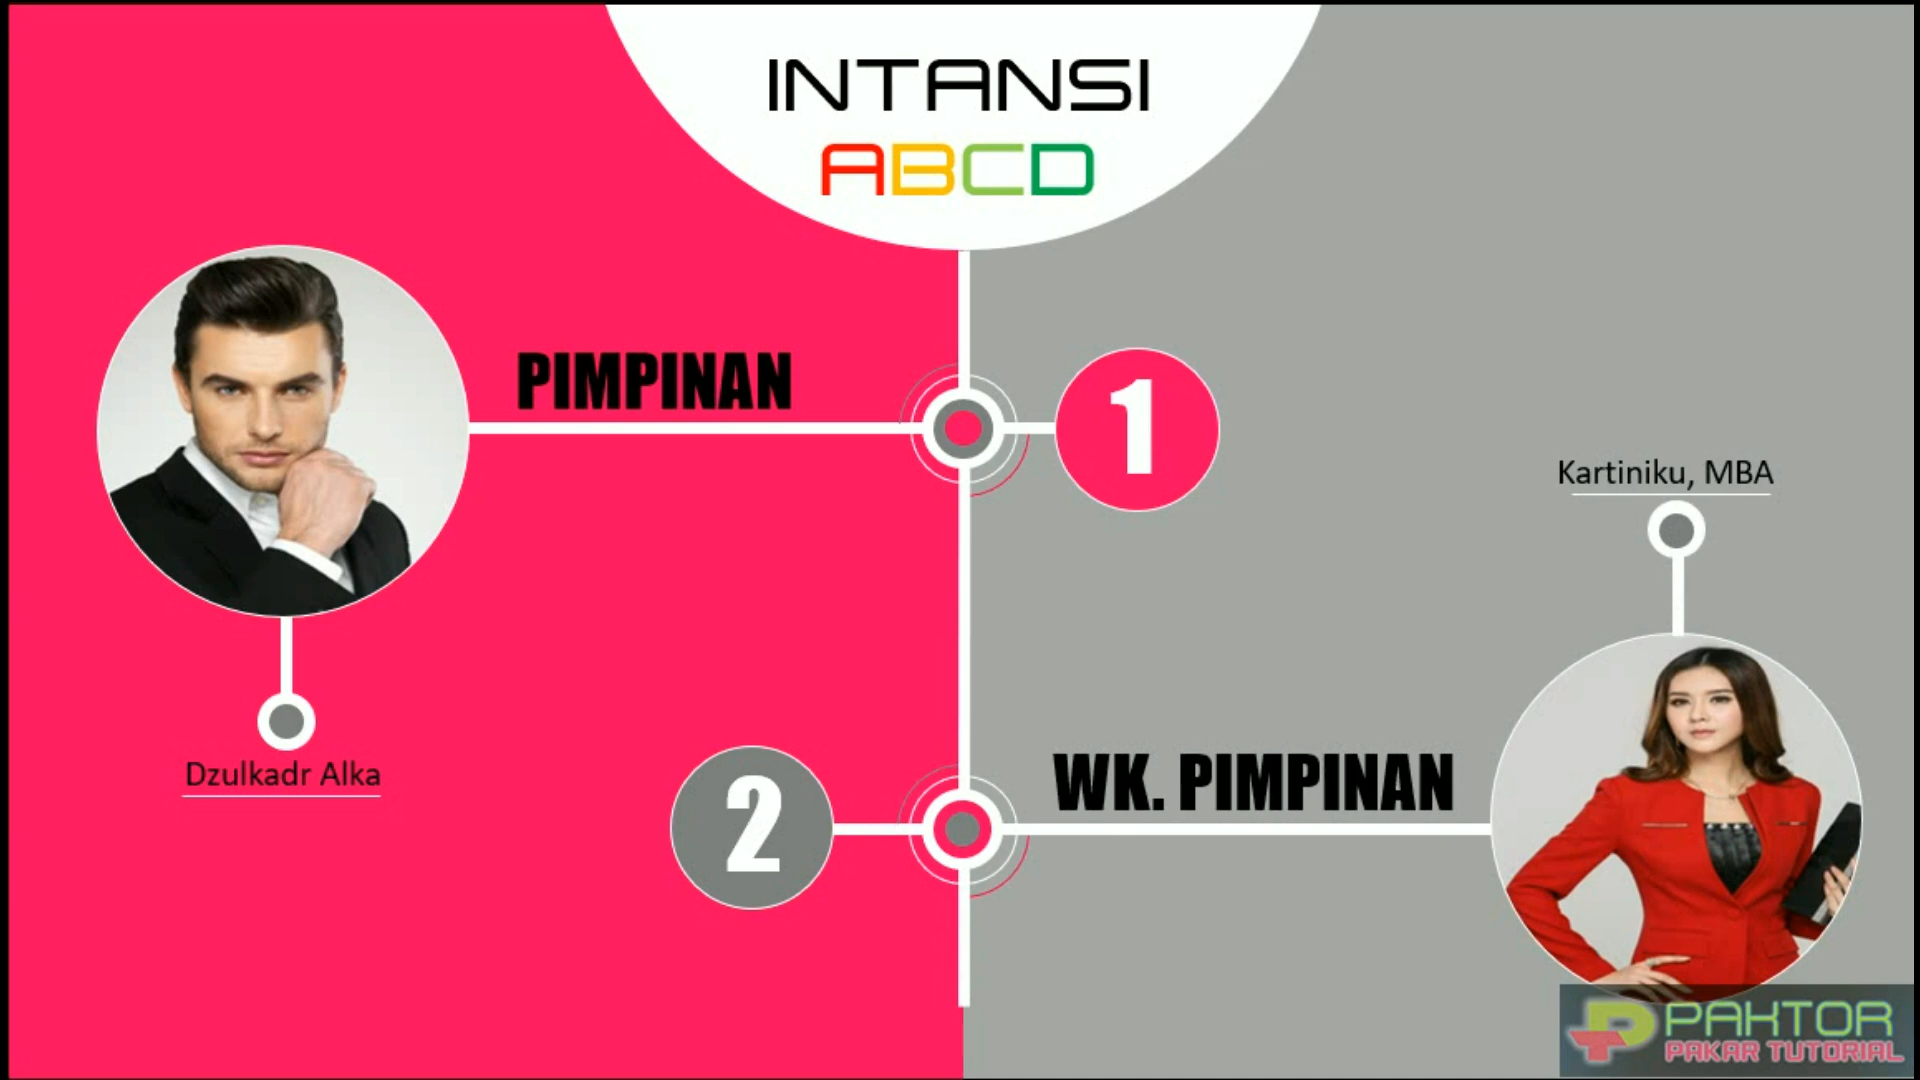 INTANSI
ABCD
PIMPINAN
1
Dzulkadr Alka
Kartiniku, MBA
2
WK. PIMPINAN
PAKTOR
PAKAR TUTORIAL